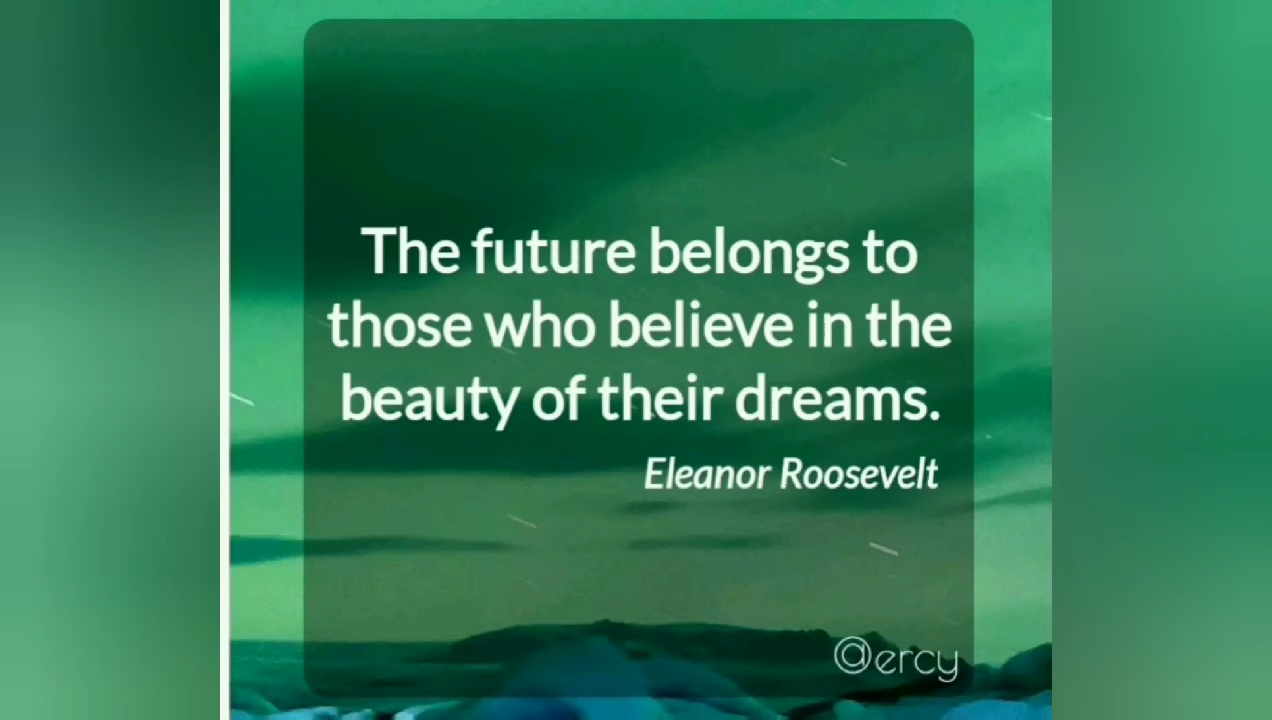 The future belongs to
those who believe in the
beauty of their dreams.
Eleanor Roosevelt
@ercy